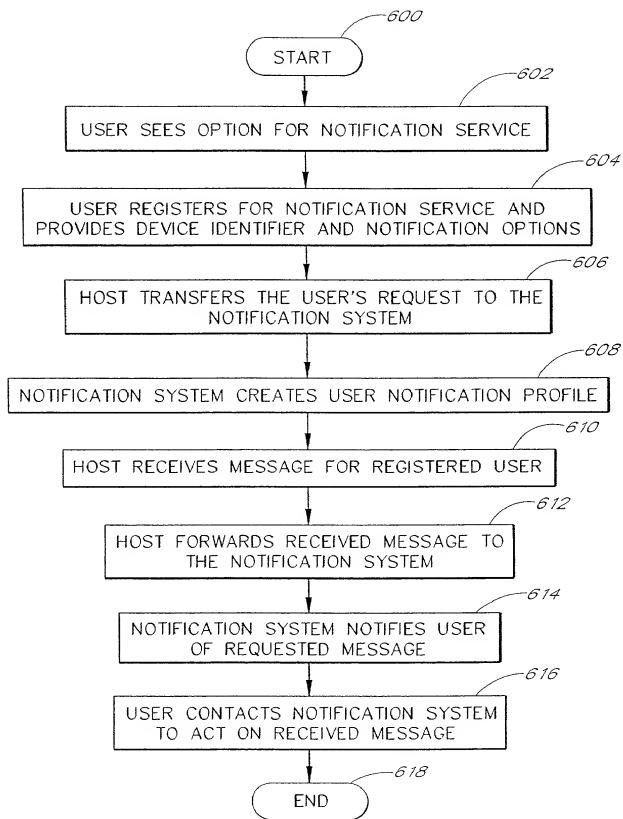 600
START
602
USER SEES OPTION FOR NOTIFICATION SERVICE
604
USER REGISTERS FOR NOTIFICATION SERVICE AND
PROVIDES DEVICE IDENTIFIER AND NOTIFICATION OPTIONS
606
HOST TRANSFERS THE USER'S REQUEST TO THE
NOTIFICATION SYSTEM
608
NOTIFICATION SYSTEM CREATES USER NOTIFICATION PROFILE
610
HOST RECEIVES MESSAGE FOR REGISTERED USER
612
HOST FORWARDS RECEIVED MESSAGE TO
THE NOTIFICATION SYSTEM
614
NOTIFICATION SYSTEM NOTIFIES USER
OF REQUESTED MESSAGE
616
USER CONTACTS NOTIFICATION SYSTEM
TO ACT ON RECEIVED MESSAGE
618
END